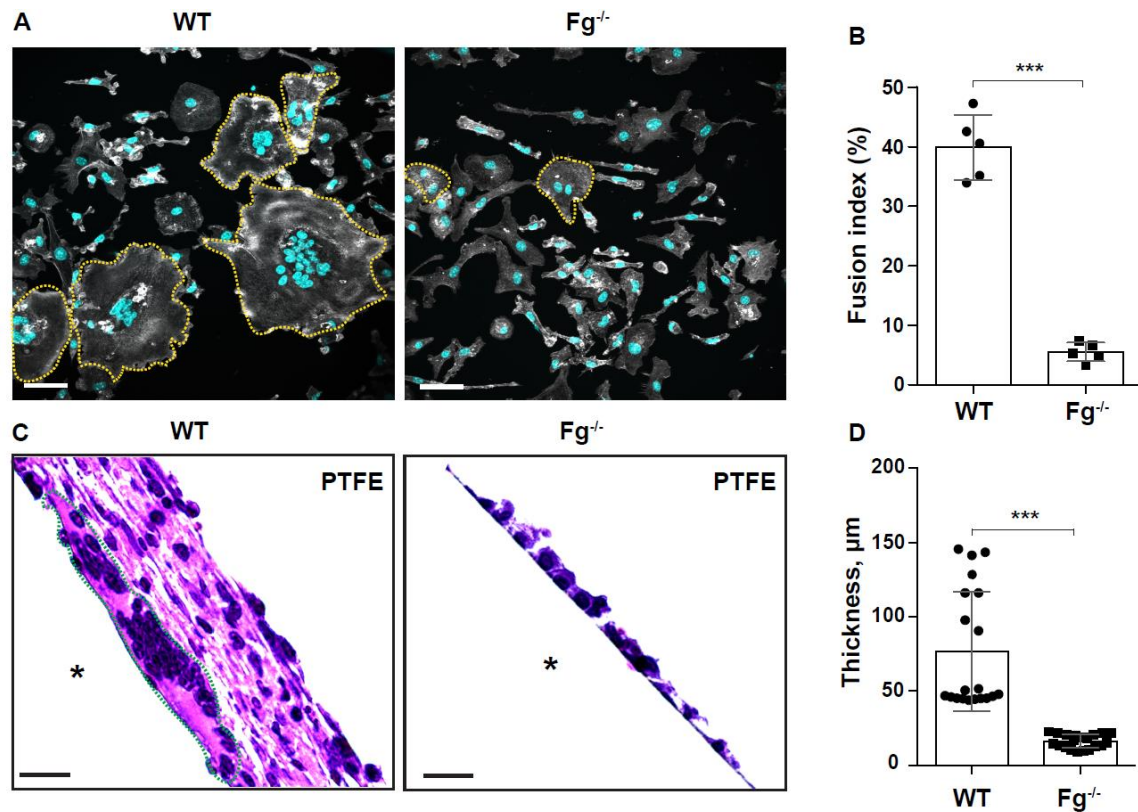 A
WT
Fg-/-
B
***
Fusion index (%)
50
40
30
20
10
0
WT
Fg-/-
C
WT
Fg-/-
PTFE
*
PTFE
*
D
***
Thickness, µm
200
150
100
50
0
WT
Fg-/-